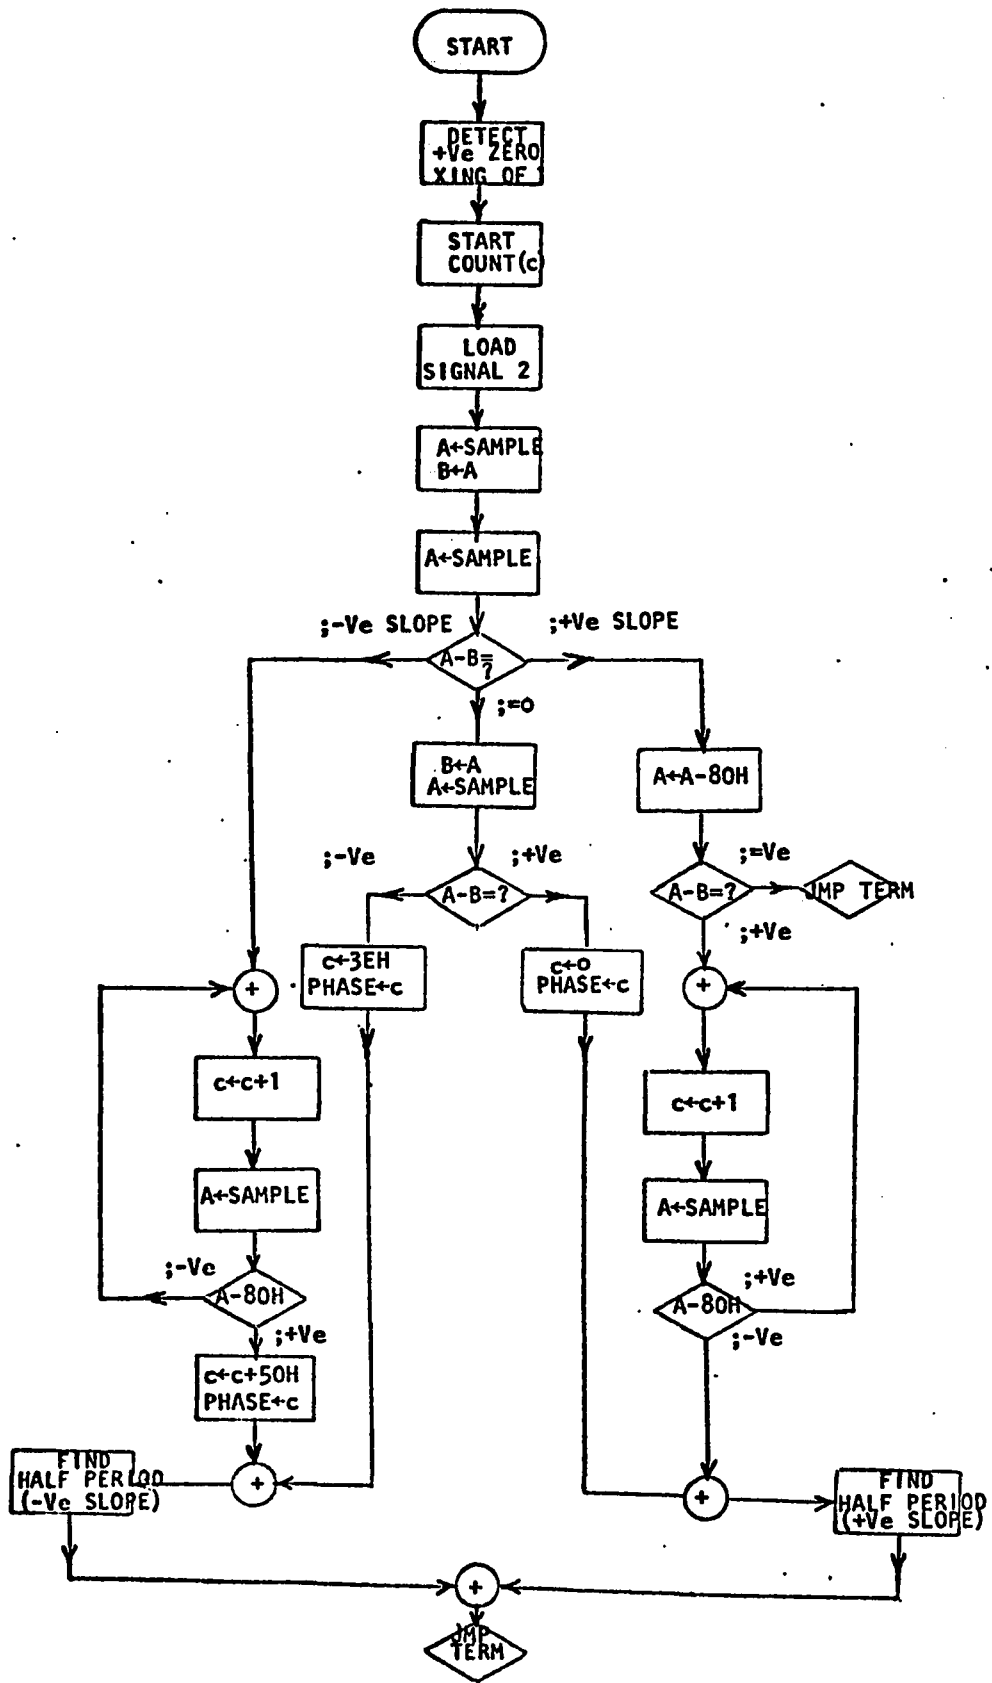 START
DETECT
+Ve ZERO
XING OF
START
COUNT(c)
LOAD
SIGNAL 2
A←SAMPLE
B←A
A←SAMPLE
;-Ve SLOPE
;+Ve SLOPE
A-B=
?
;=0
B←A
A←SAMPLE
A←A-80H
;-Ve
;+Ve
;=Ve
A-B=?
A-B=?
JMP TERM
;+Ve
c←3EH
PHASE←c
c←0
PHASE←c
+
+
c←c+1
c←c+1
A←SAMPLE
A←SAMPLE
;-Ve
;+Ve
A-80H
A-80H
;+Ve
;-Ve
c←c+50H
PHASE←c
FIND
HALF PERIOD
(-Ve SLOPE)
+
+
FIND
HALF PERIOD
(+Ve SLOPE)
+
JMP
TERM